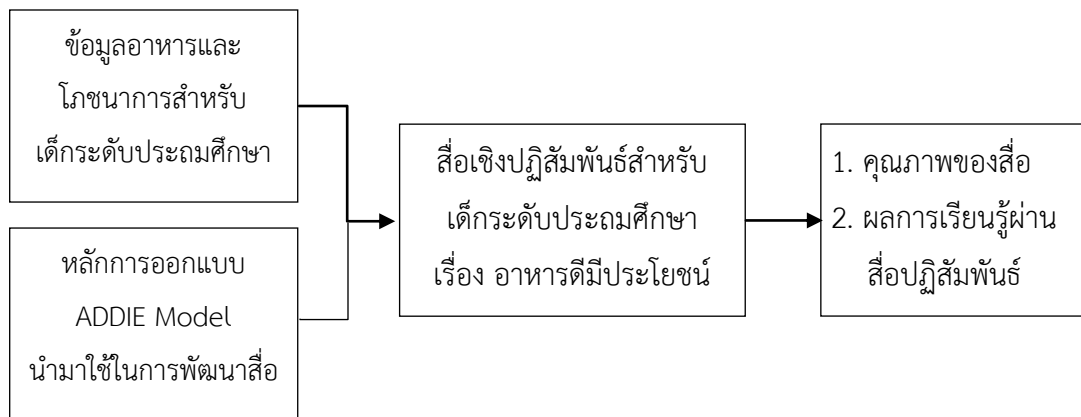 ข้อมูลอาหารและ
โภชนาการสำหรับ
เด็กระดับประถมศึกษา
หลักการออกแบบ
ADDIE Model
นำมาใช้ในการพัฒนาสื่อ
สื่อเชิงปฏิสัมพันธ์สำหรับ
เด็กระดับประถมศึกษา
เรื่อง อาหารดีมีประโยชน์
1. คุณภาพของสื่อ
2. ผลการเรียนรู้ผ่าน
สื่อปฏิสัมพันธ์